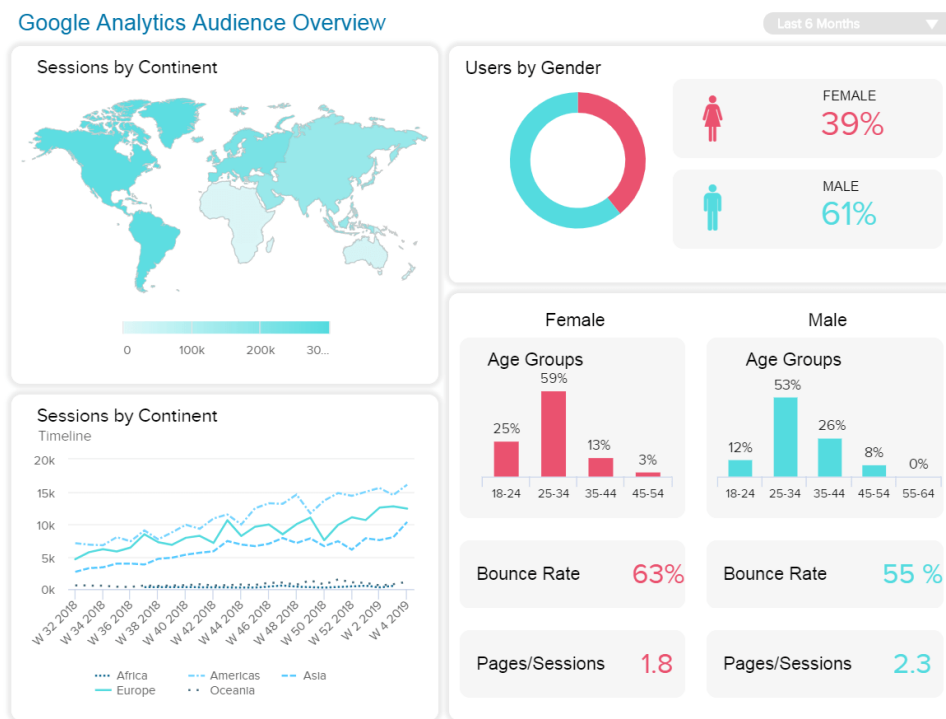 Google Analytics Audience Overview
Last 6 Months
Sessions by Continent
0 100k 200k 30...
Users by Gender
FEMALE
39%
MALE
61%
Sessions by Continent
Timeline
20k
15k
10k
5k
0k
W 32 2018 W 34 2018 W 36 2018 W 38 2018 W 40 2018 W 42 2018 W 44 2018 W 46 2018 W 48 2018 W 50 2018 W 52 2018 W 2 2019 W 4 2019
Africa Americas Asia
Europe Oceania
Female
Age Groups
25% 59% 13% 3%
18-24 25-34 35-44 45-54
Bounce Rate 63%
Pages/Sessions 1.8
Male
Age Groups
12% 53% 26% 8% 0%
18-24 25-34 35-44 45-54 55-64
Bounce Rate 55 %
Pages/Sessions 2.3